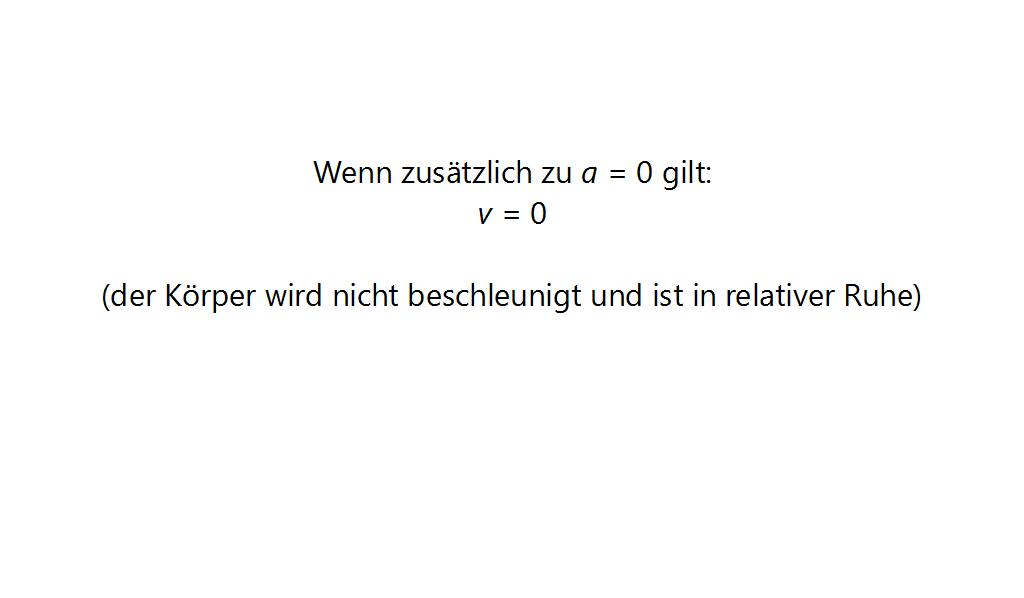 Wenn zusätzlich zu a = 0 gilt:
v = 0
(der Körper wird nicht beschleunigt und ist in relativer Ruhe)